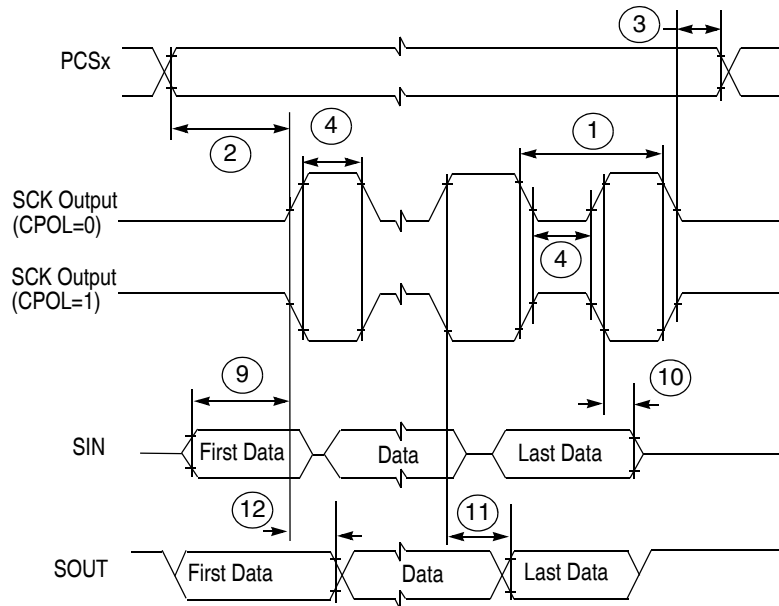 3
PCSx
2
4
1
SCK Output
(CPOL=0)
4
SCK Output
(CPOL=1)
9
10
SIN
First Data
Data
Last Data
12
11
SOUT
First Data
Data
Last Data